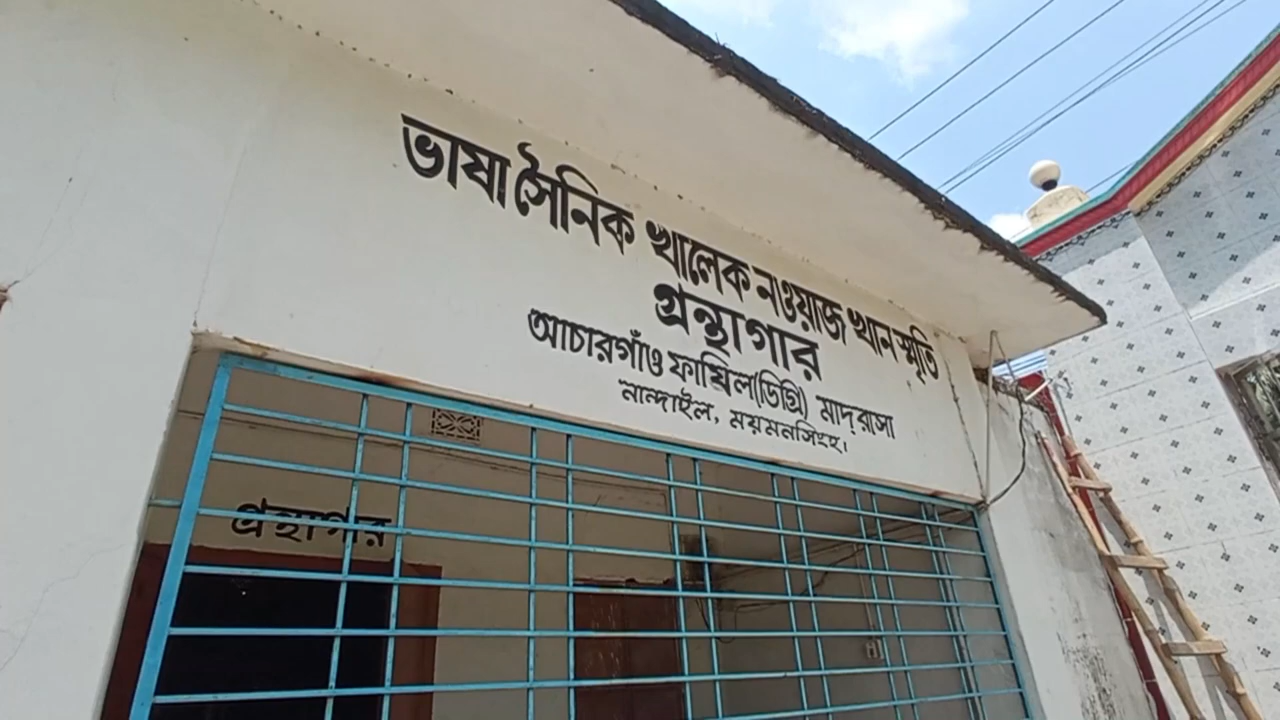 ভাষা সৈনিক খালেক নওয়াজ খান স্মৃতি
গ্রন্থাগার
আচারগাঁও ফাযিল(ডিগ্রি) মাদ্রাসা
নান্দাইল, ময়মনসিংহ।
গ্রন্থাগার